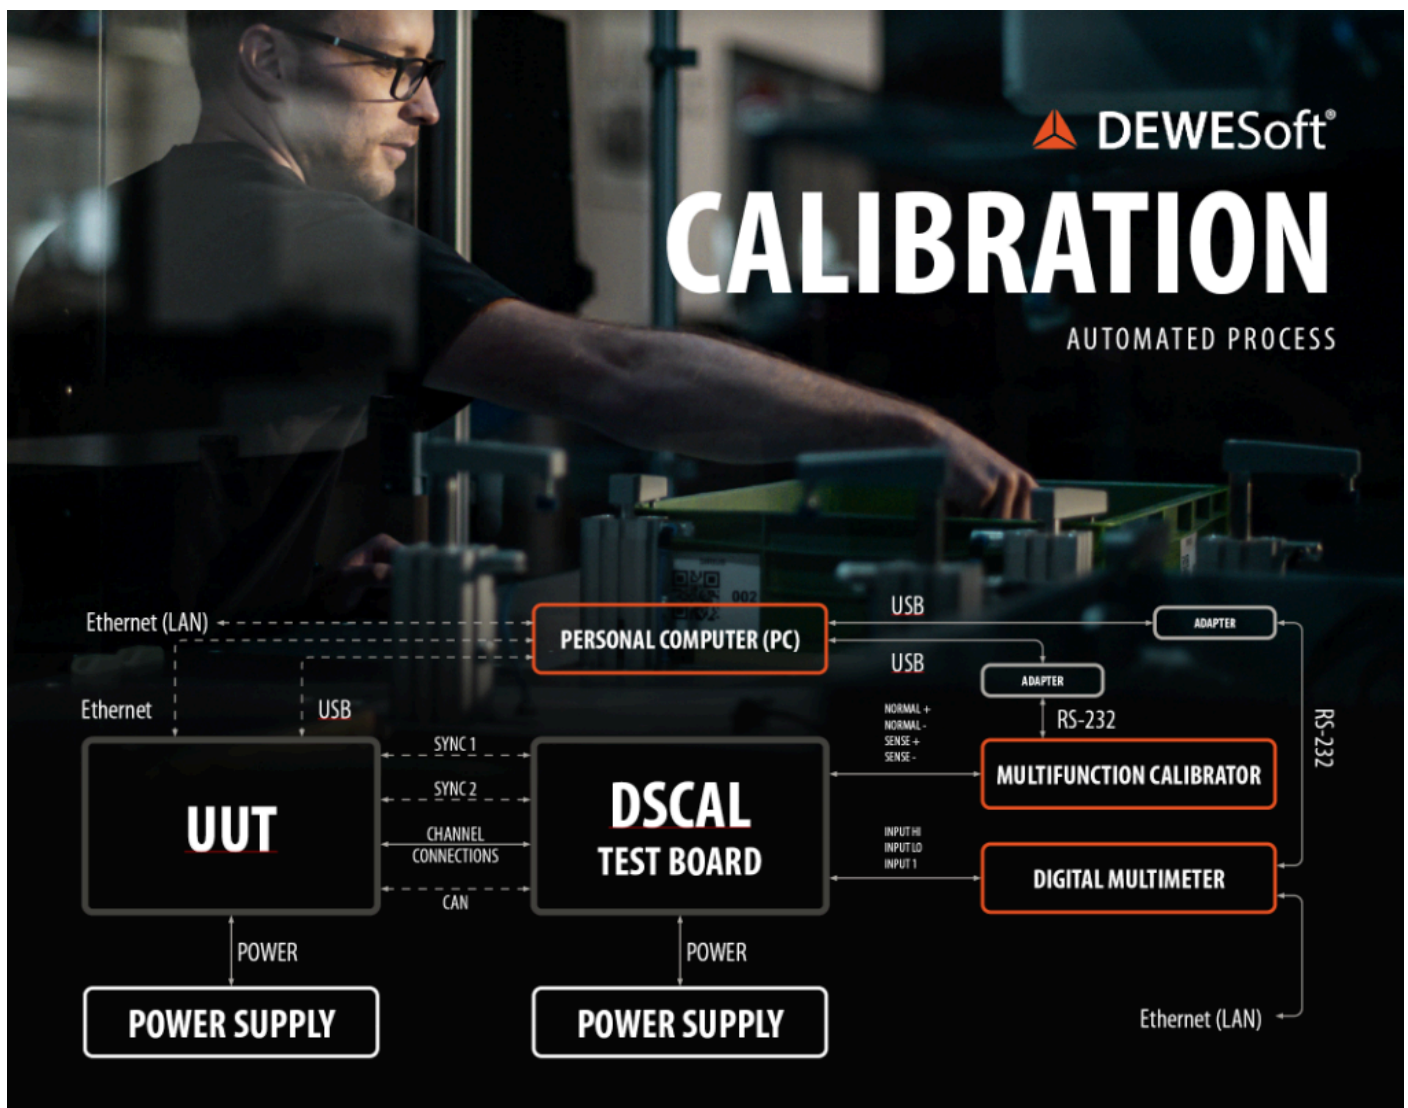 DEWESoft®
CALIBRATION
AUTOMATED PROCESS
002
Ethernet (LAN)
PERSONAL COMPUTER (PC)
USB
ADAPTER
USB
ADAPTER
Ethernet
USB
RS-232
RS-232
NORMAL +
NORMAL -
SENSE +
SENSE -
SYNC 1
SYNC 2
CHANNEL
CONNECTIONS
CAN
UUT
DSCAL
TEST BOARD
MULTIFUNCTION CALIBRATOR
INPUT HI
INPUT LO
INPUT 1
DIGITAL MULTIMETER
POWER
POWER
POWER SUPPLY
POWER SUPPLY
Ethernet (LAN)